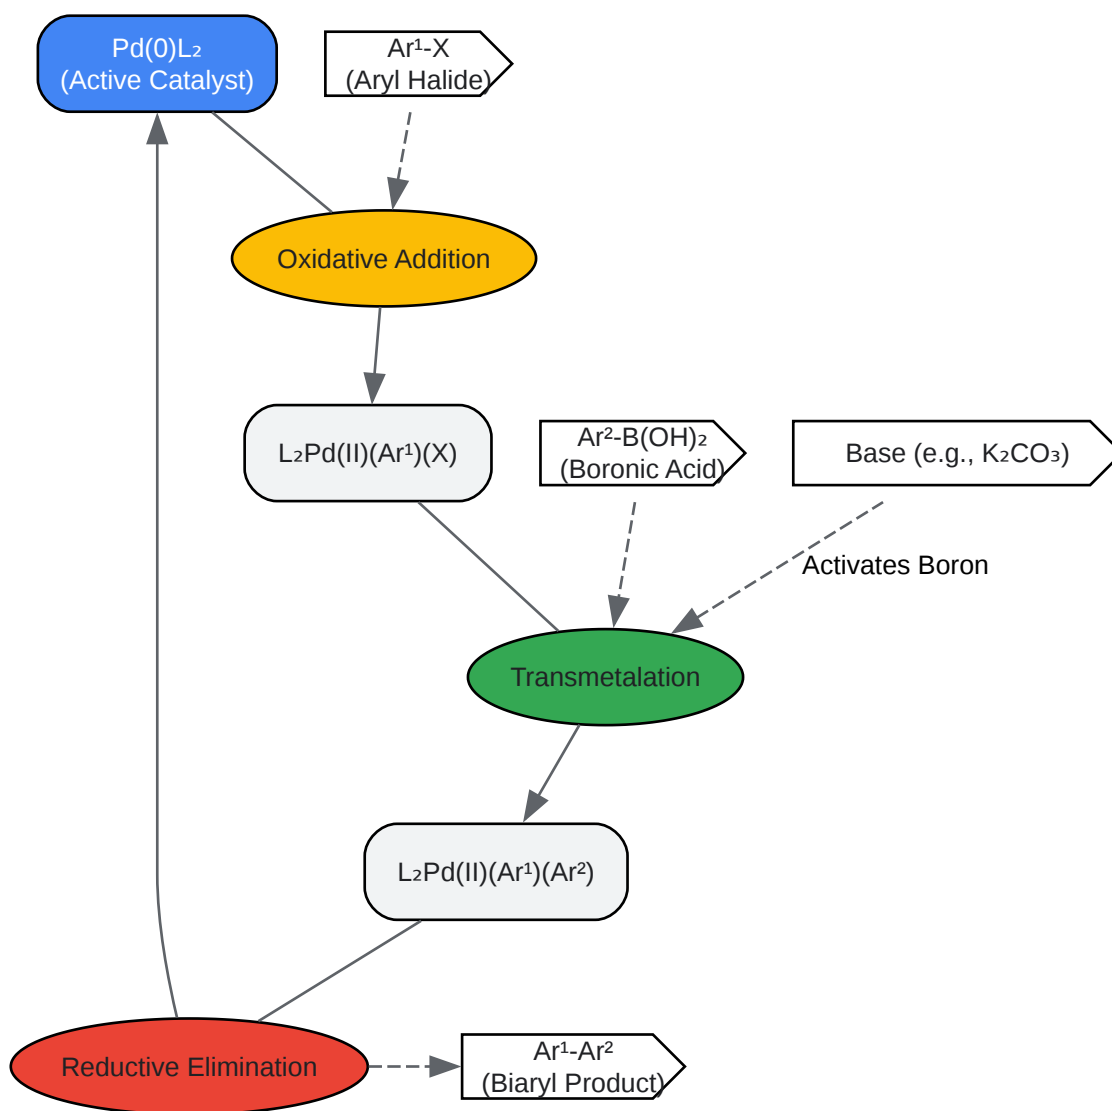 Pd(0)L₂
(Active Catalyst)
Ar¹-X
(Aryl Halide)
Oxidative Addition
L₂Pd(II)(Ar¹)(X)
Ar²-B(OH)₂
(Boronic Acid)
Base (e.g., K₂CO₃)
Activates Boron
Transmetalation
L₂Pd(II)(Ar¹)(Ar²)
Reductive Elimination
Ar¹-Ar²
(Biaryl Product)